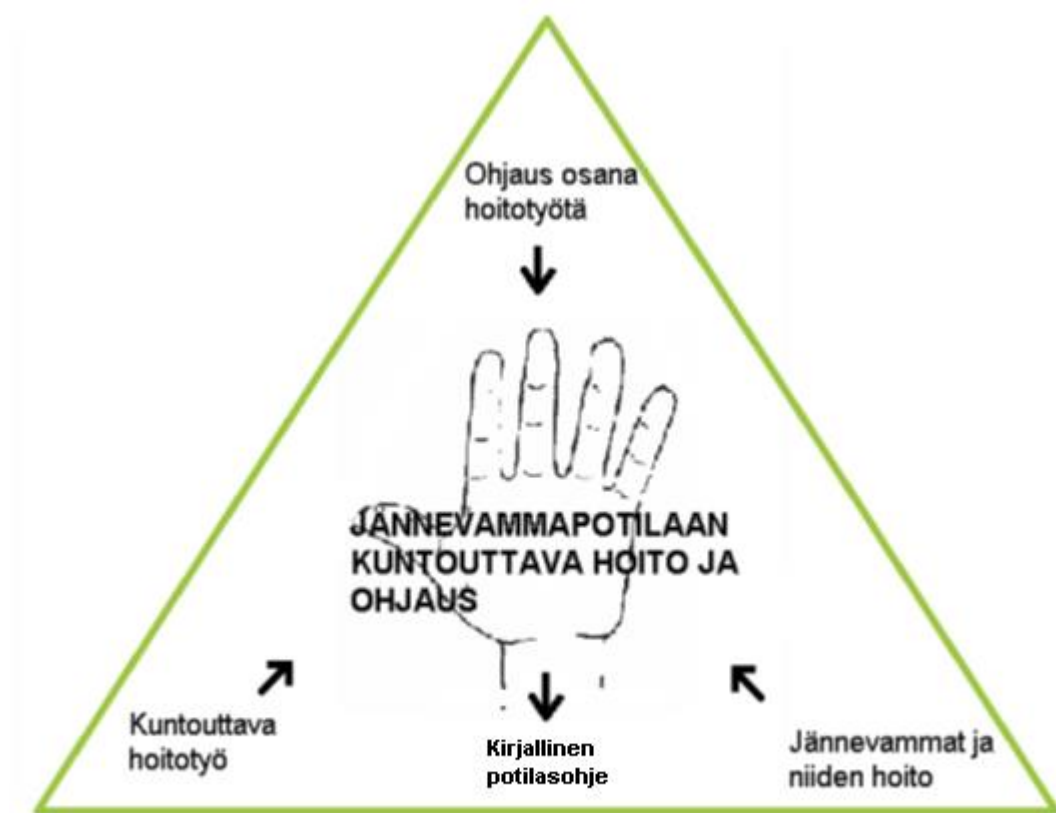 Ohjaus osana
hoitotyötä
JÄNNEVAMMAPOTILAAN
KUNTOUTTAVA HOITO JA
OHJAUS
Kuntouttava
hoitotyö
Kirjallinen
potilasohje
Jännevammat ja
niiden hoito